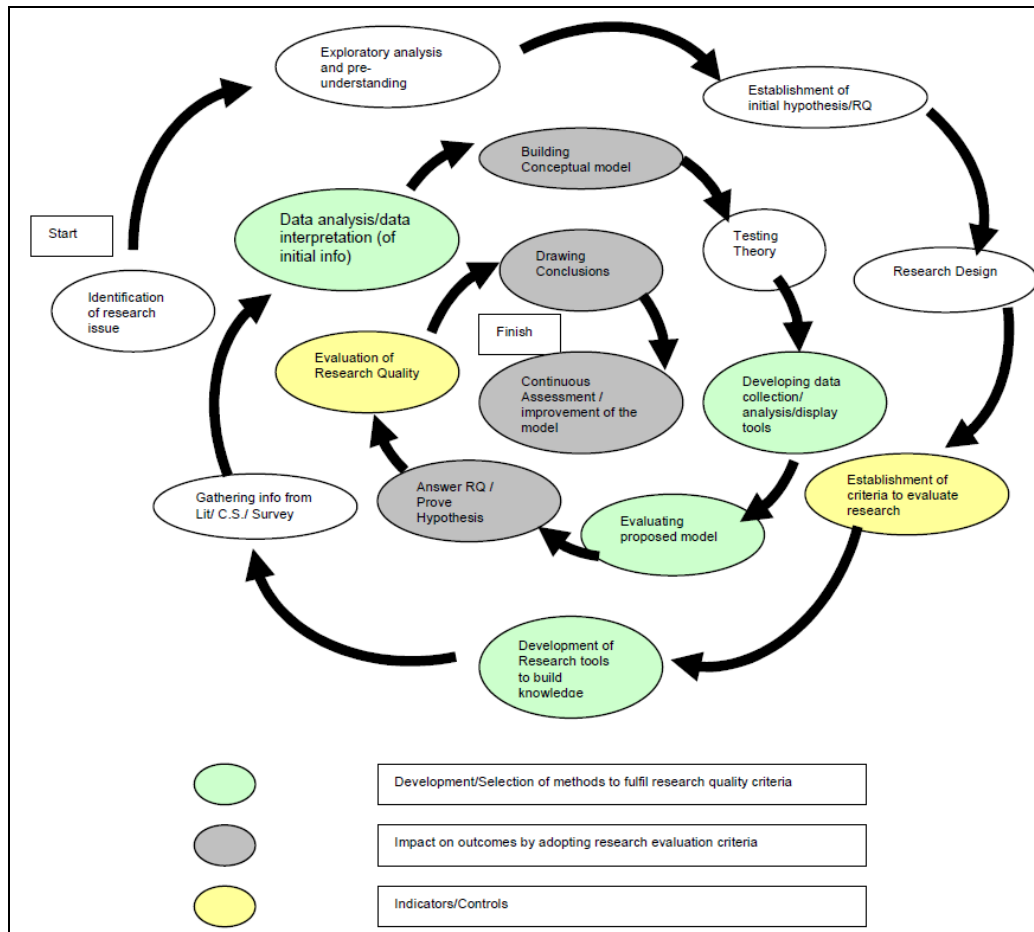 Exploratory analysis
and pre-
understanding
Establishment of
initial hypothesis/RQ
Building
Conceptual model
Start
Data analysis/data
interpretation (of
initial info)
Testing
Theory
Drawing
Conclusions
Research Design
Identification
of research
issue
Finish
Evaluation of
Research Quality
Continuous
Assessment /
improvement of the
model
Developing data
collection/
analysis/display
tools
Establishment of
criteria to evaluate
research
Gathering info from
Lit/ C.S./ Survey
Answer RQ /
Prove
Hypothesis
Evaluating
proposed model
Development of
Research tools
to build
knowledge
Development/Selection of methods to fulfil research quality criteria
Impact on outcomes by adopting research evaluation criteria
Indicators/Controls